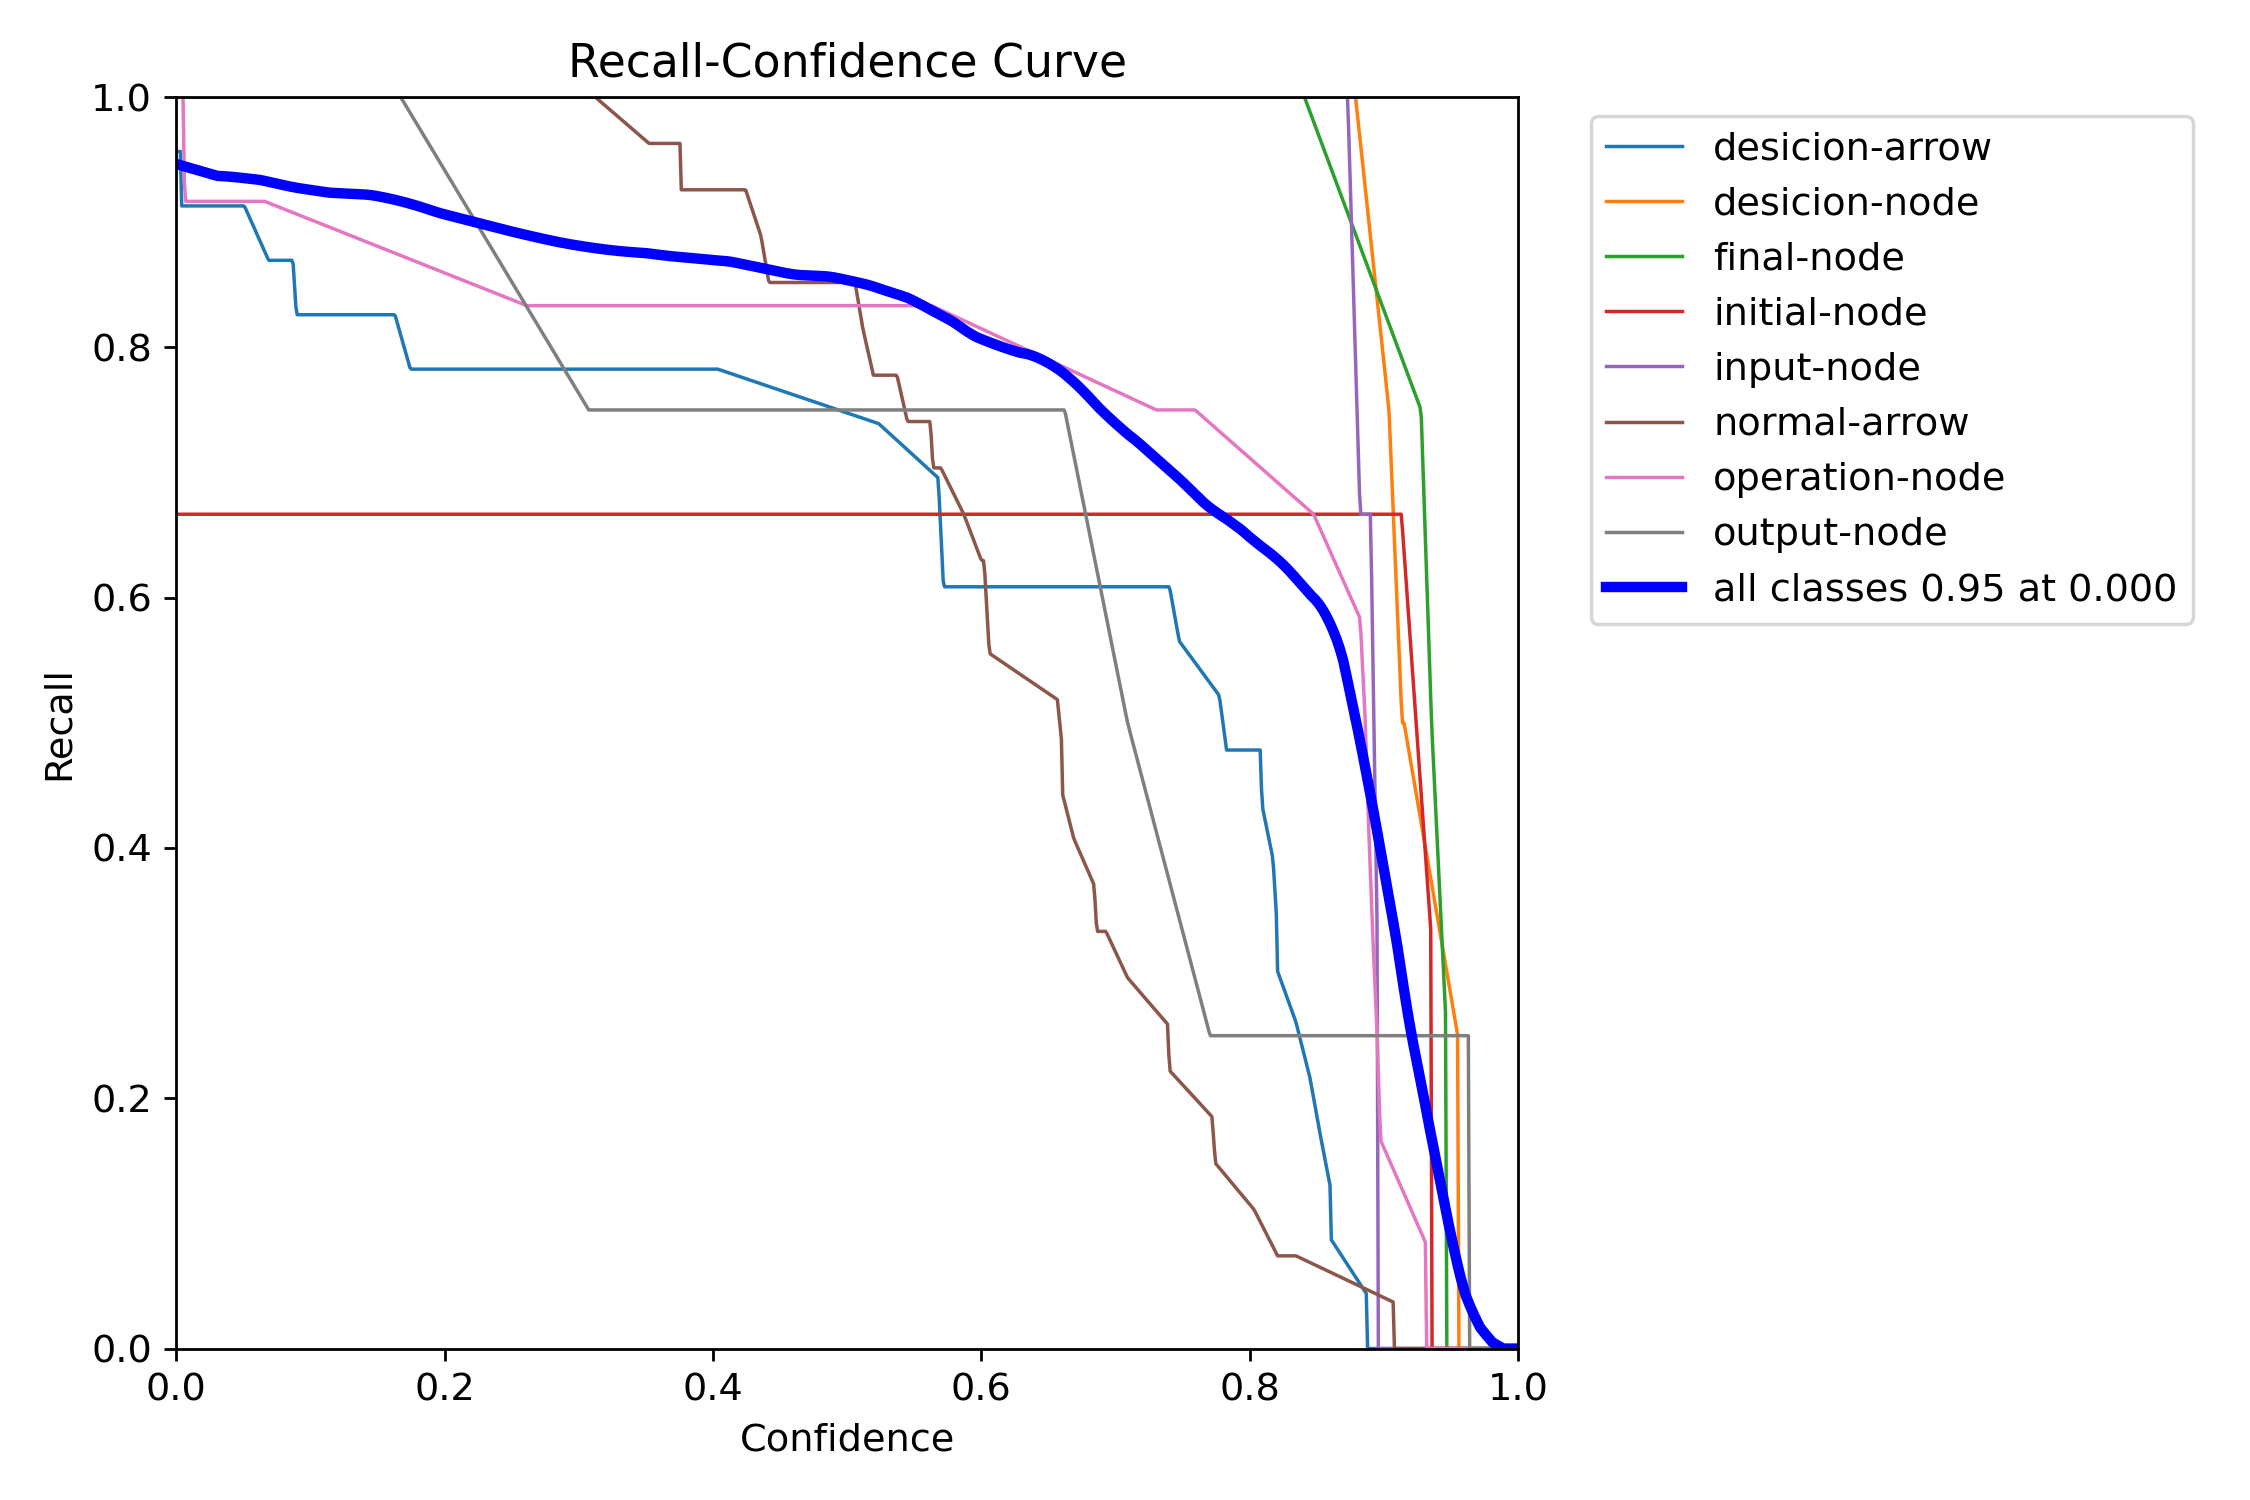 Recall-Confidence Curve
1.0
0.8
0.6
0.4
0.2
0.0
Recall
0.0 0.2 0.4 0.6 0.8 1.0
Confidence
desicion-arrow
desicion-node
final-node
initial-node
input-node
normal-arrow
operation-node
output-node
all classes 0.95 at 0.000